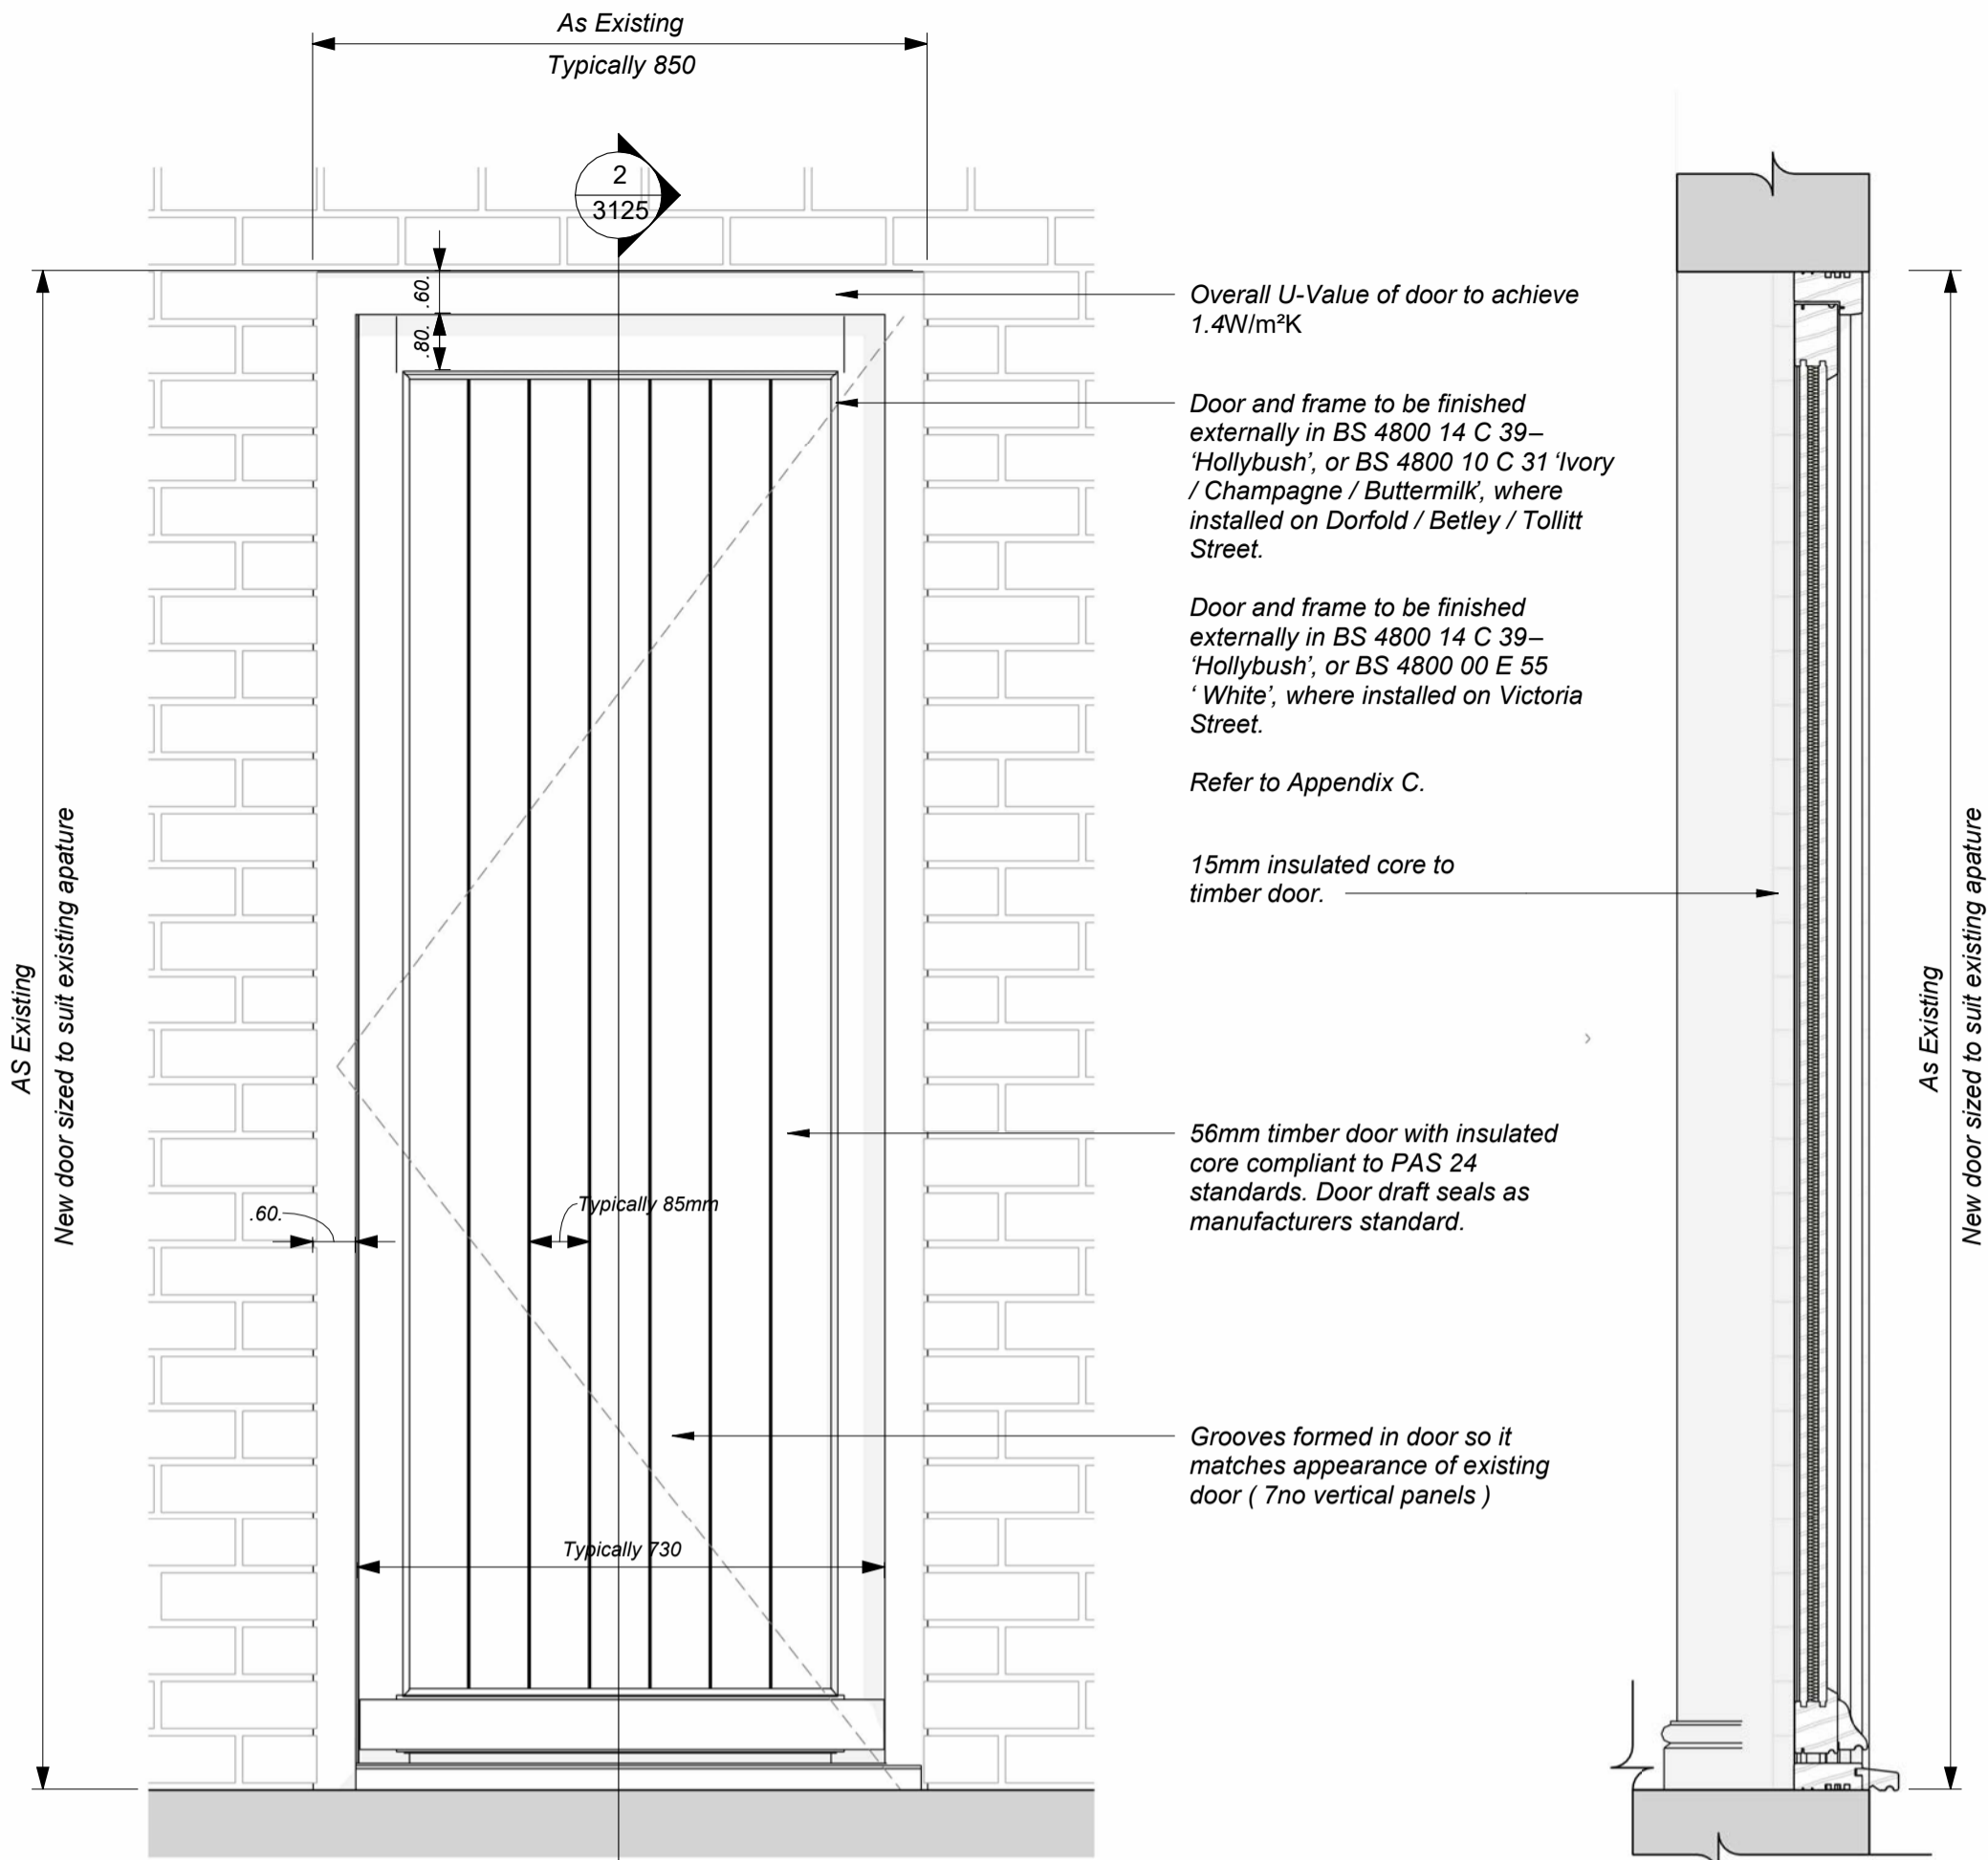 As Existing
Typically 850
2
3125
.60.
.80.
Overall U-Value of door to achieve
1.4W/m²K
Door and frame to be finished
externally in BS 4800 14 C 39–
‘Hollybush’, or BS 4800 10 C 31 ‘Ivory
/ Champagne / Buttermilk’, where
installed on Dorfold / Betley / Tollitt
Street.
Door and frame to be finished
externally in BS 4800 14 C 39–
‘Hollybush’, or BS 4800 00 E 55
‘ White’, where installed on Victoria
Street.
Refer to Appendix C.
15mm insulated core to
timber door.
AS Existing
New door sized to suit existing apature
56mm timber door with insulated
core compliant to PAS 24
standards. Door draft seals as
manufacturers standard.
.60.
Typically 85mm
Grooves formed in door so it
matches appearance of existing
door ( 7no vertical panels )
Typically 730
As Existing
New door sized to suit existing apature